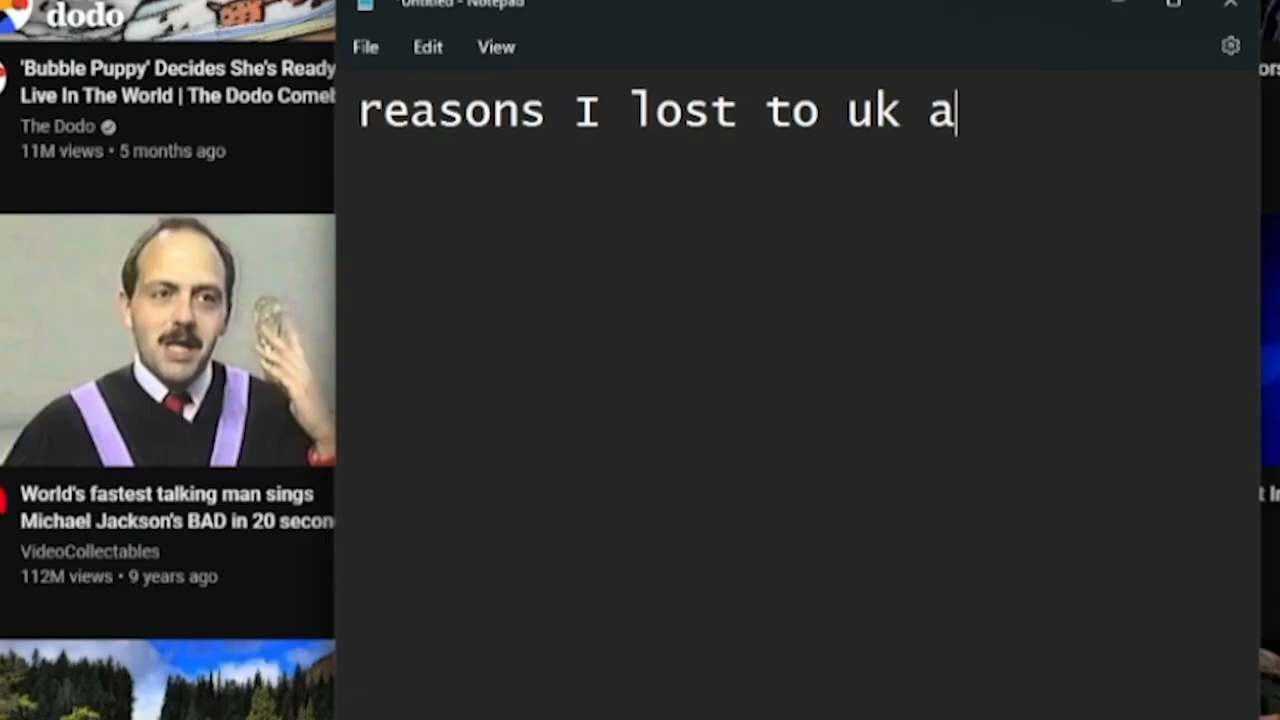 dodo
'Bubble Puppy' Decides She's Ready
Live In The World | The Dodo
The Dodo
11M views • 5 months ago
World's fastest talking man sings
Michael Jackson's BAD in 20
VideoCollectables
112M views • 9 years ago
Untitled - Notepad
File Edit View
reasons I lost to uk a